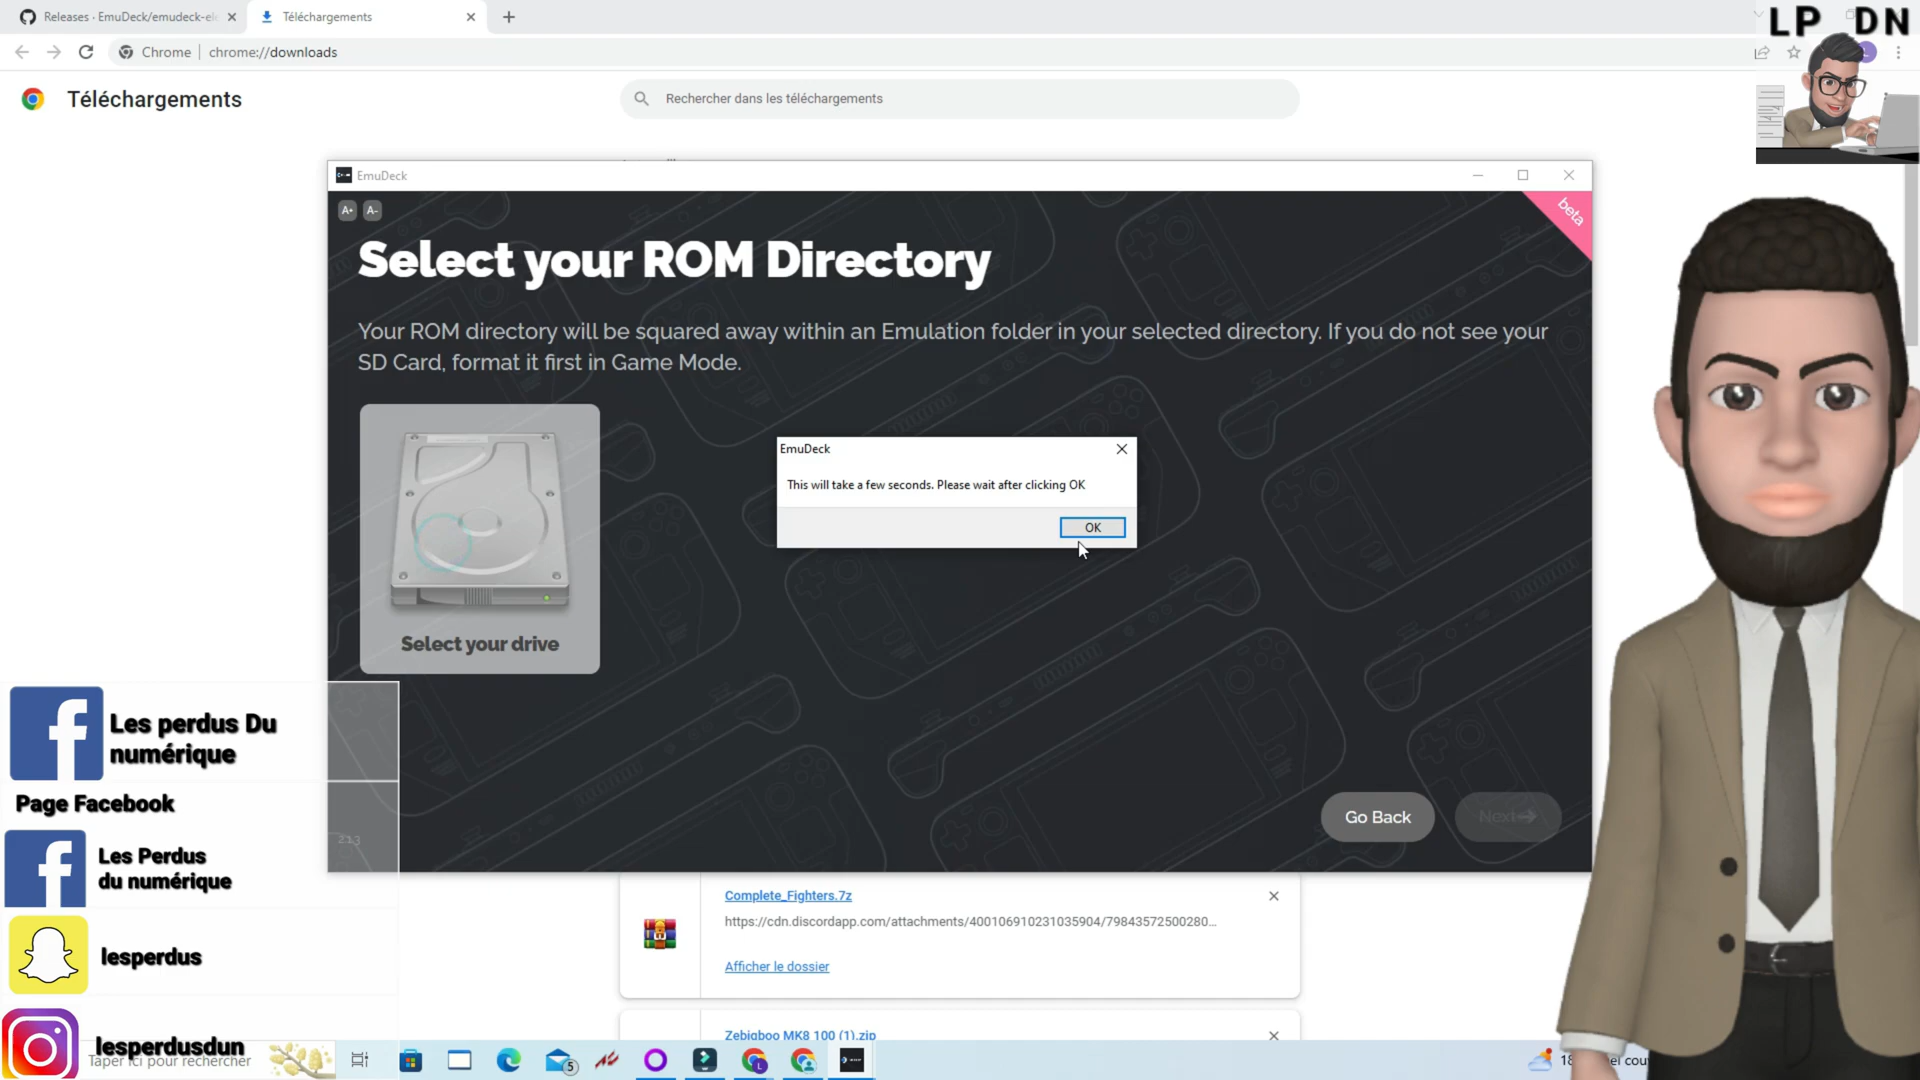 Releases · EmuDeck/emudeck-ele
Téléchargements
LP DN
Chrome
chrome://downloads
Téléchargements
Rechercher dans les téléchargements
EmuDeck
A+ A-
beta
Select your ROM Directory
Your ROM directory will be squared away within an Emulation folder in your selected directory. If you do not see your
SD Card, format it first in Game Mode.
EmuDeck
This will take a few seconds. Please wait after clicking OK
OK
Select your drive
Go Back
Next
Les perdus Du
numérique
Page Facebook
Les Perdus
du numérique
lesperdus
lesperdusdun
Complete_Fighters.7z
https://cdn.discordapp.com/attachments/400106910231035904/79843572500280...
Afficher le dossier
Zebigboo MK8 100 (1).zip
Taper ici pour rechercher
5